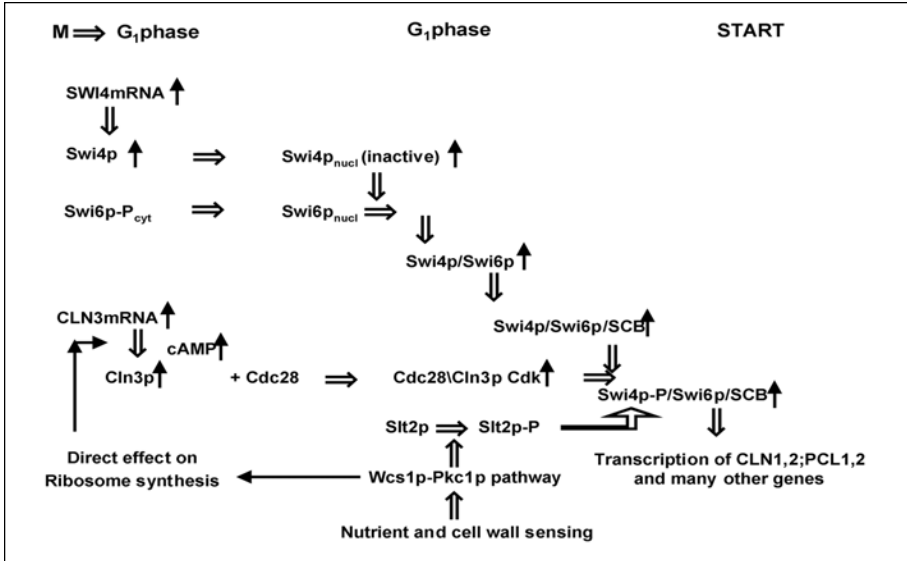 M ⇒ G₁phase G₁phase START
SWI4mRNA
Swi4p ⇒ Swi4pnucl (inactive)
Swi6p-Pcyt ⇒ Swi6pnucl ⇒
Swi4p/Swi6p
CLN3mRNA Swi4p/Swi6p/SCB
cAMP
Cln3p + Cdc28 ⇒ Cdc28\Cln3p Cdk ⇒
Swi4p-P/Swi6p/SCB
Slt2p ⇒ Slt2p-P
Direct effect on
Ribosome synthesis
Wcs1p-Pkc1p pathway
Transcription of CLN1,2;PCL1,2
and many other genes
Nutrient and cell wall sensing